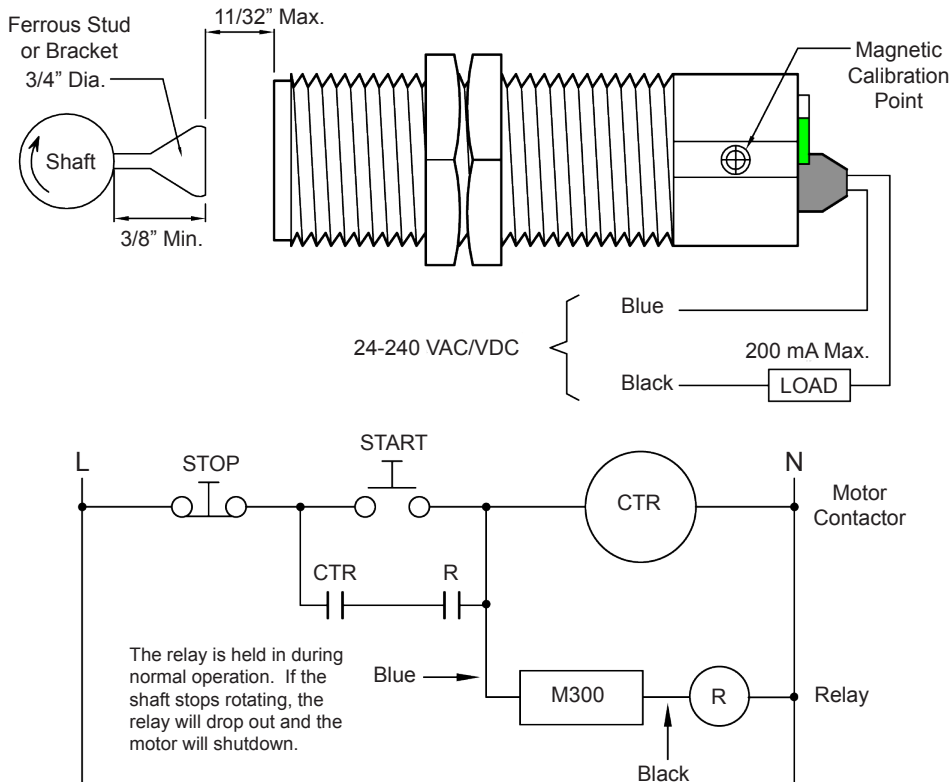 11/32” Max.
Ferrous Stud
or Bracket
3/4” Dia.
Magnetic
Calibration
Point
Shaft
3/8” Min.
Blue
24-240 VAC/VDC
200 mA Max.
Black
LOAD
L
STOP
START
N
CTR
Motor
Contactor
CTR
R
The relay is held in during
normal operation. If the
shaft stops rotating, the
relay will drop out and the
motor will shutdown.
Blue
M300
R
Relay
Black